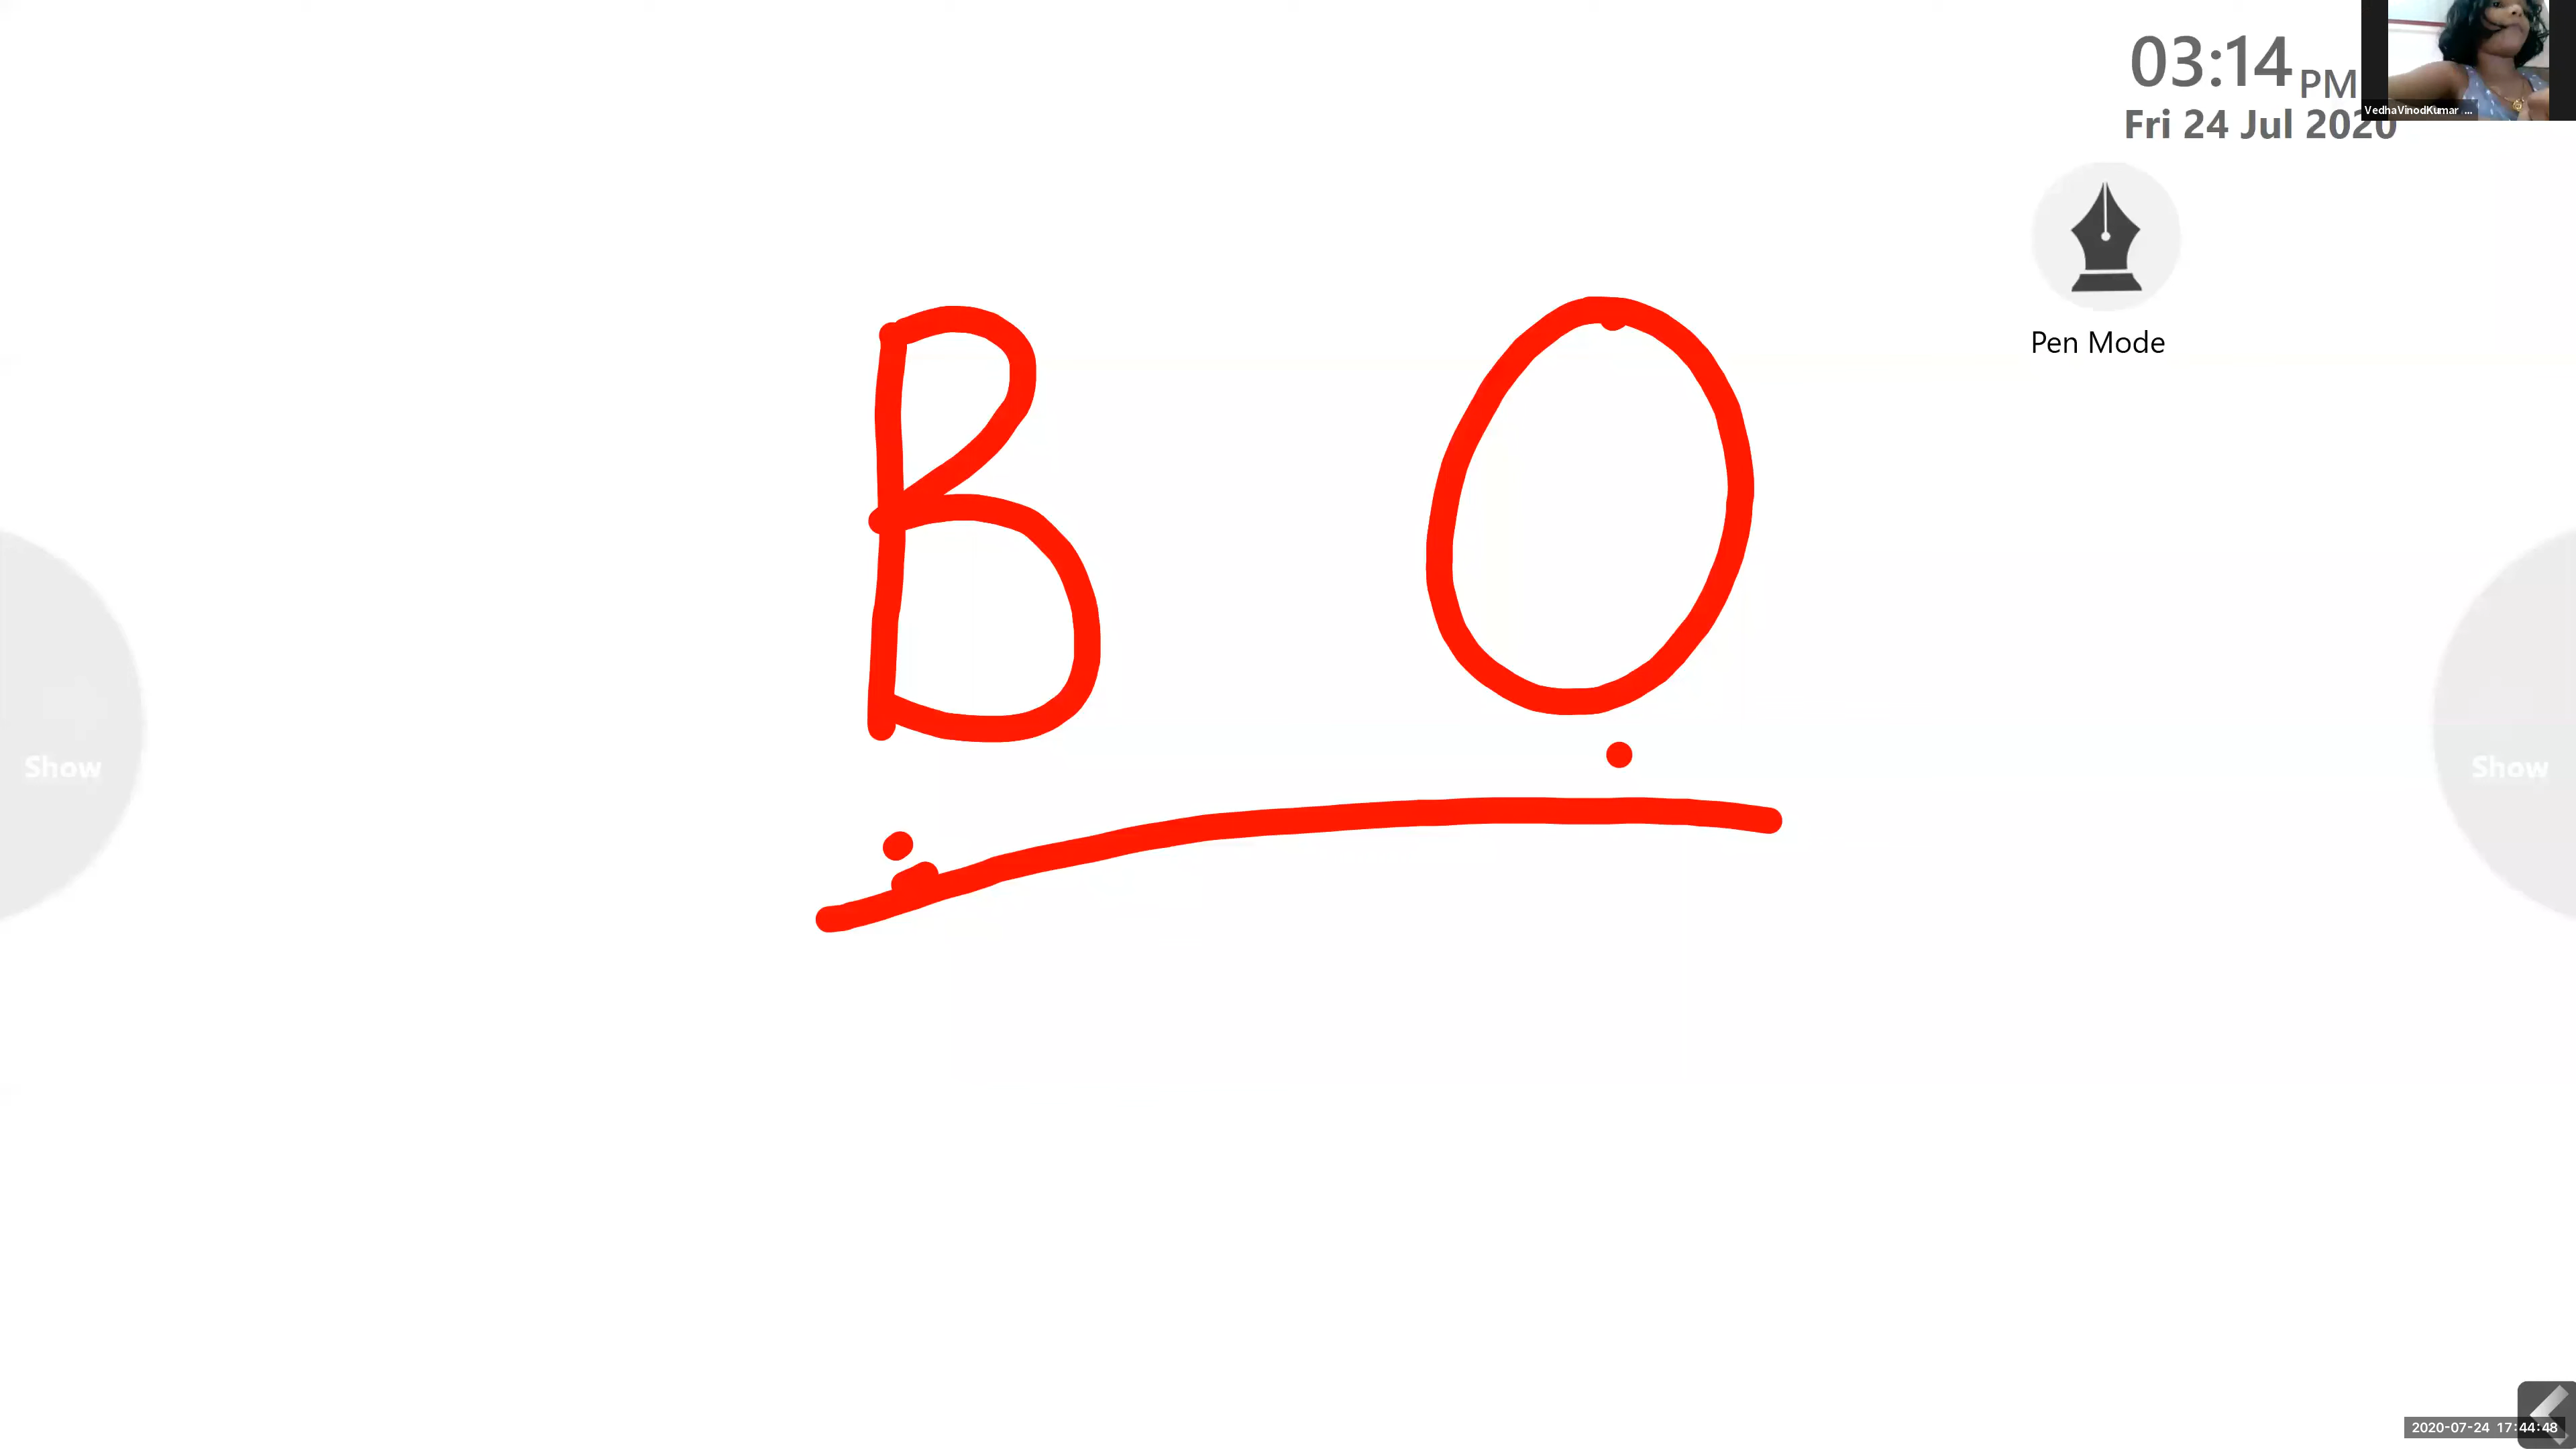 03:14 PM
VedhaVinodKumar ...
Fri 24 Jul 2020
Pen Mode
B O
Show
Show
2020-07-24 17:44:48